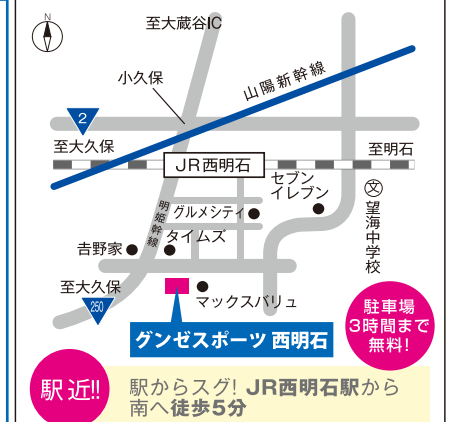 N
至大蔵谷IC
小久保
山陽新幹線
2
至大久保
至明石
JR西明石
セブン
イレブン
文
望海中学校
明姫幹線
グルメシティ
タイムズ
𠮷野家
至大久保
250
マックスバリュ
グンゼスポーツ 西明石
駐車場
3時間まで
無料!
駅近!!
駅からスグ! JR西明石駅から
南へ徒歩5分